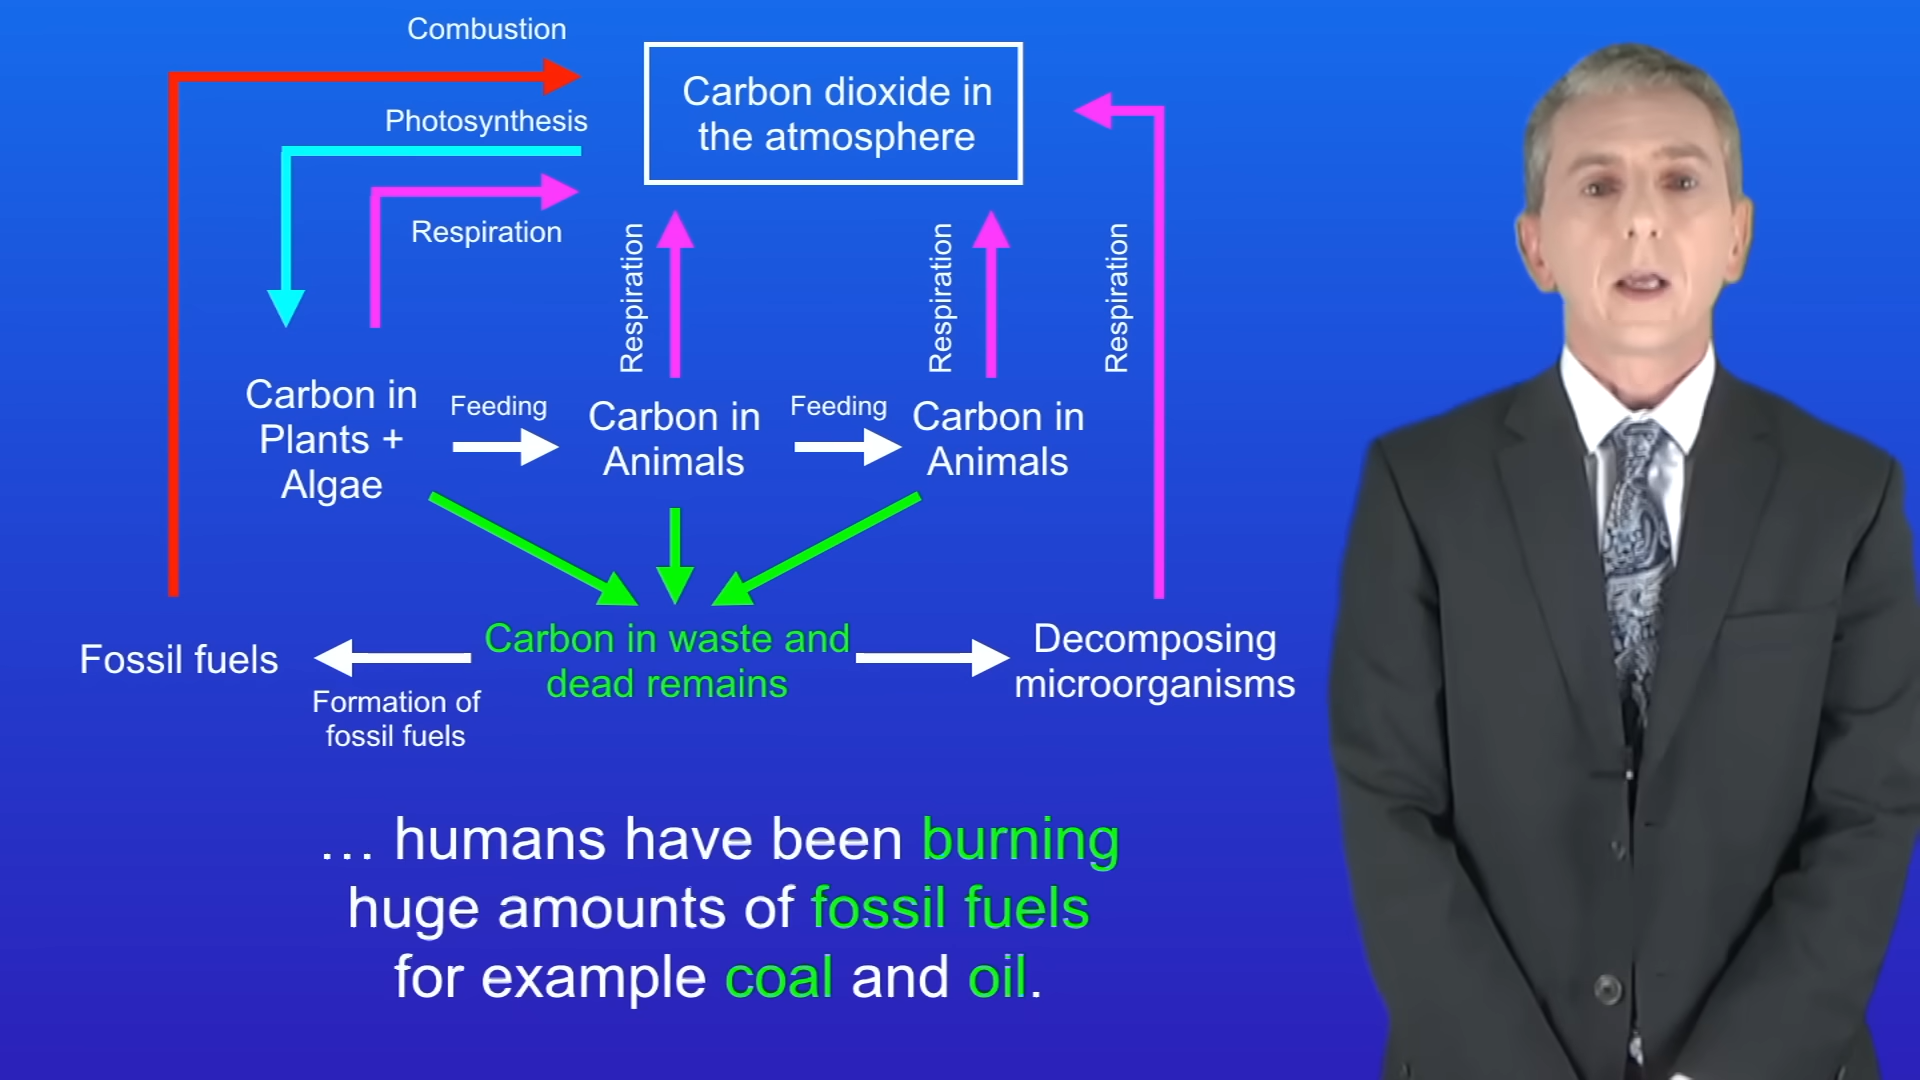 Combustion
Carbon dioxide in
the atmosphere
Photosynthesis
Respiration
Respiration
Respiration
Respiration
Carbon in
Plants +
Algae
Feeding
Carbon in
Animals
Feeding
Carbon in
Animals
Fossil fuels
Formation of
fossil fuels
Carbon in waste and
dead remains
Decomposing
microorganisms
… humans have been burning
huge amounts of fossil fuels
for example coal and oil.